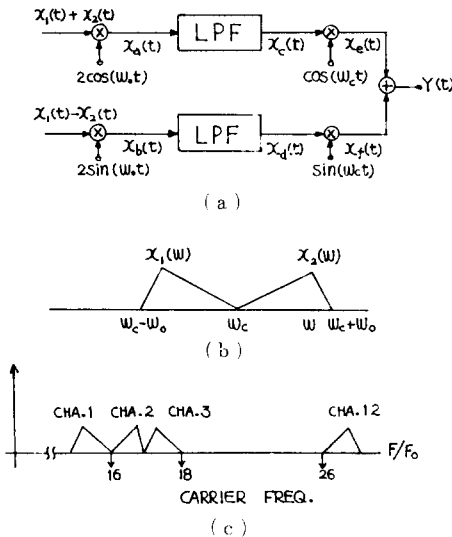 X₁(t) + X₂(t)
Xa(t)
LPF
Xc(t)
Xe(t)
2cos(W₀t)
cos(Wct)
Y(t)
X₁(t)-X₂(t)
Xb(t)
LPF
Xd(t)
Xf(t)
2sin(W₀t)
sin(Wct)
(a)
X₁(W)
X₂(W)
Wc-W₀
Wc
W
Wc+W₀
(b)
CHA.1
CHA.2
CHA.3
CHA.12
16
18
26
F/F₀
CARRIER FREQ.
(c)